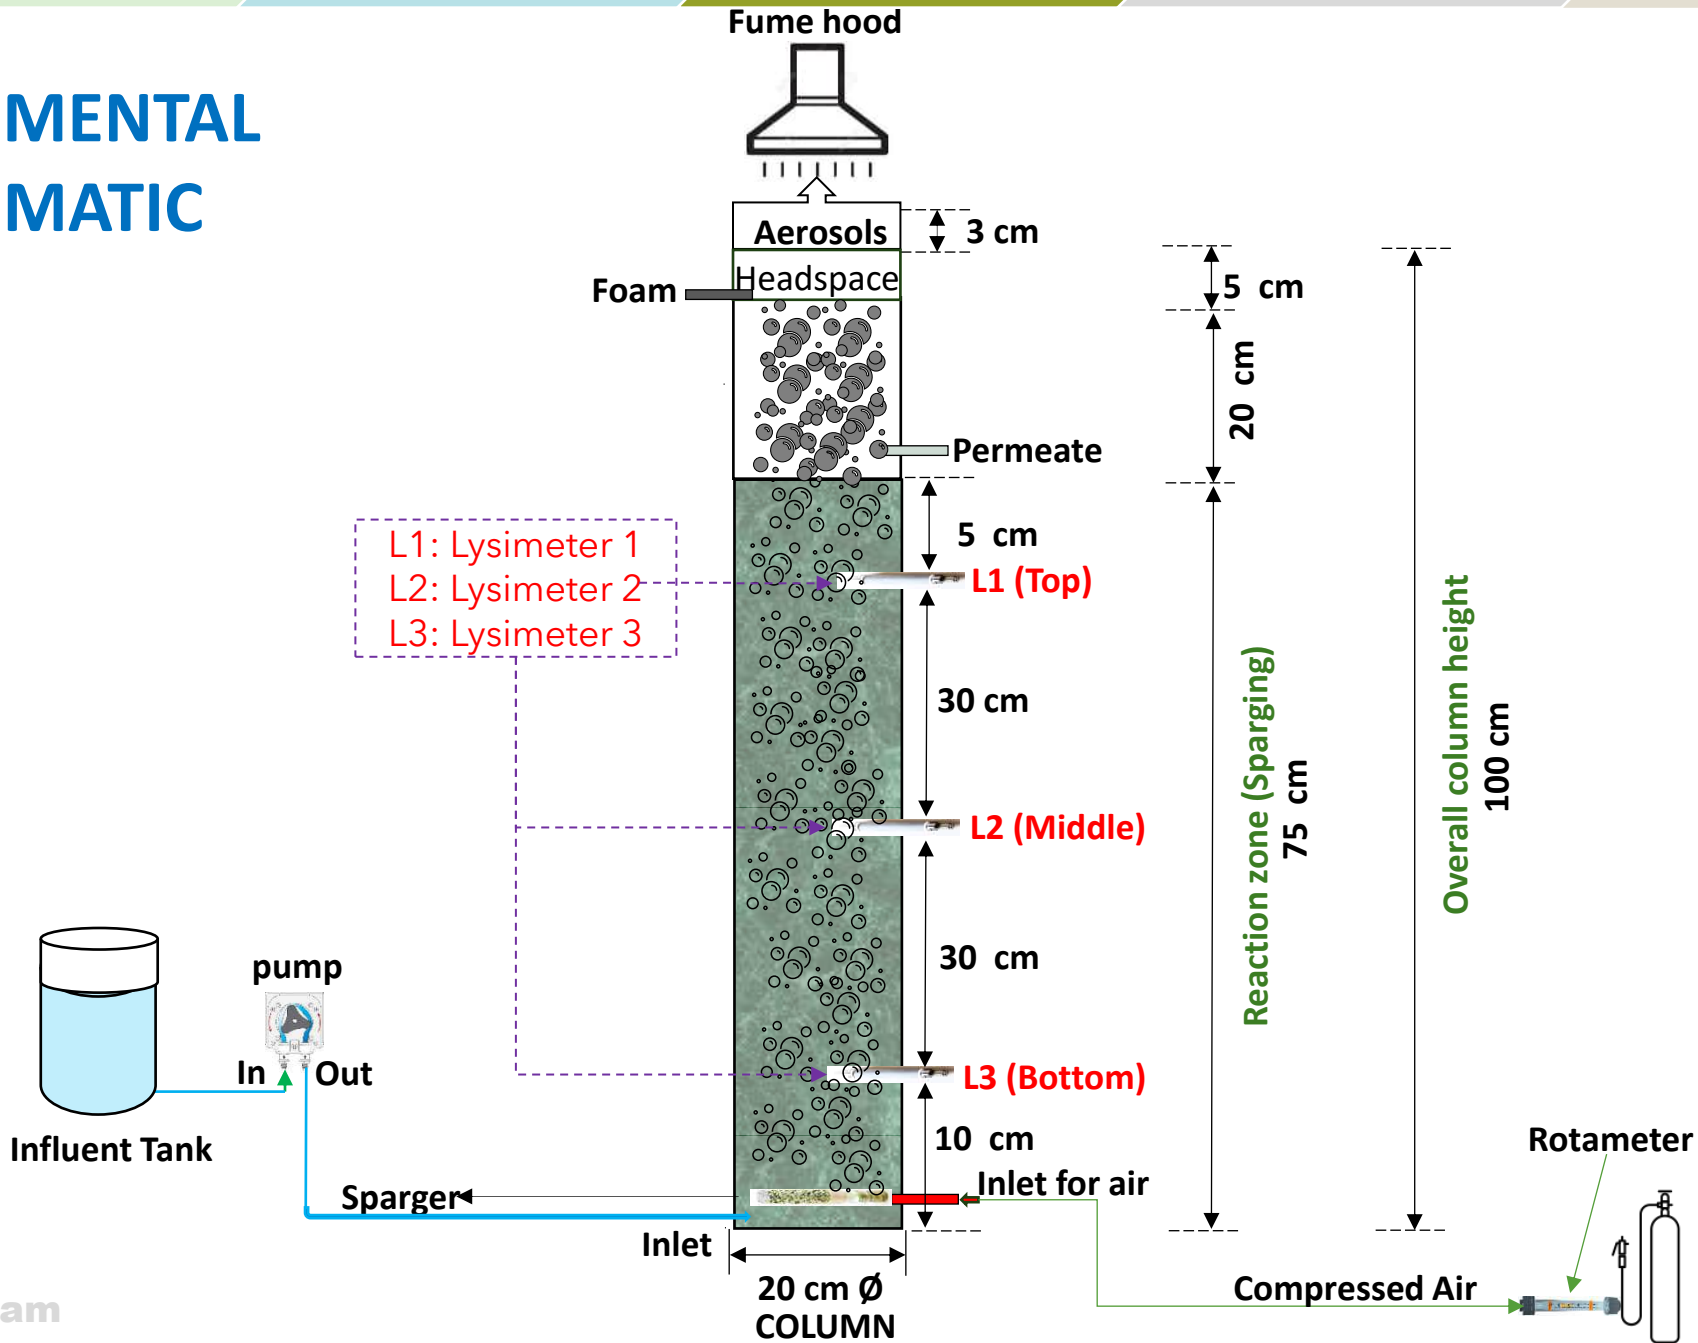 Fume hood
MENTAL
MATIC
Aerosols
3 cm
Headspace
Foam
5 cm
20 cm
Permeate
5 cm
L1: Lysimeter 1
L2: Lysimeter 2
L3: Lysimeter 3
L1 (Top)
30 cm
L2 (Middle)
Reaction zone (Sparging)
75 cm
Overall column height
100 cm
30 cm
pump
In
Out
L3 (Bottom)
10 cm
Influent Tank
Sparger
Inlet for air
Rotameter
Inlet
20 cm Ø
COLUMN
Compressed Air
am